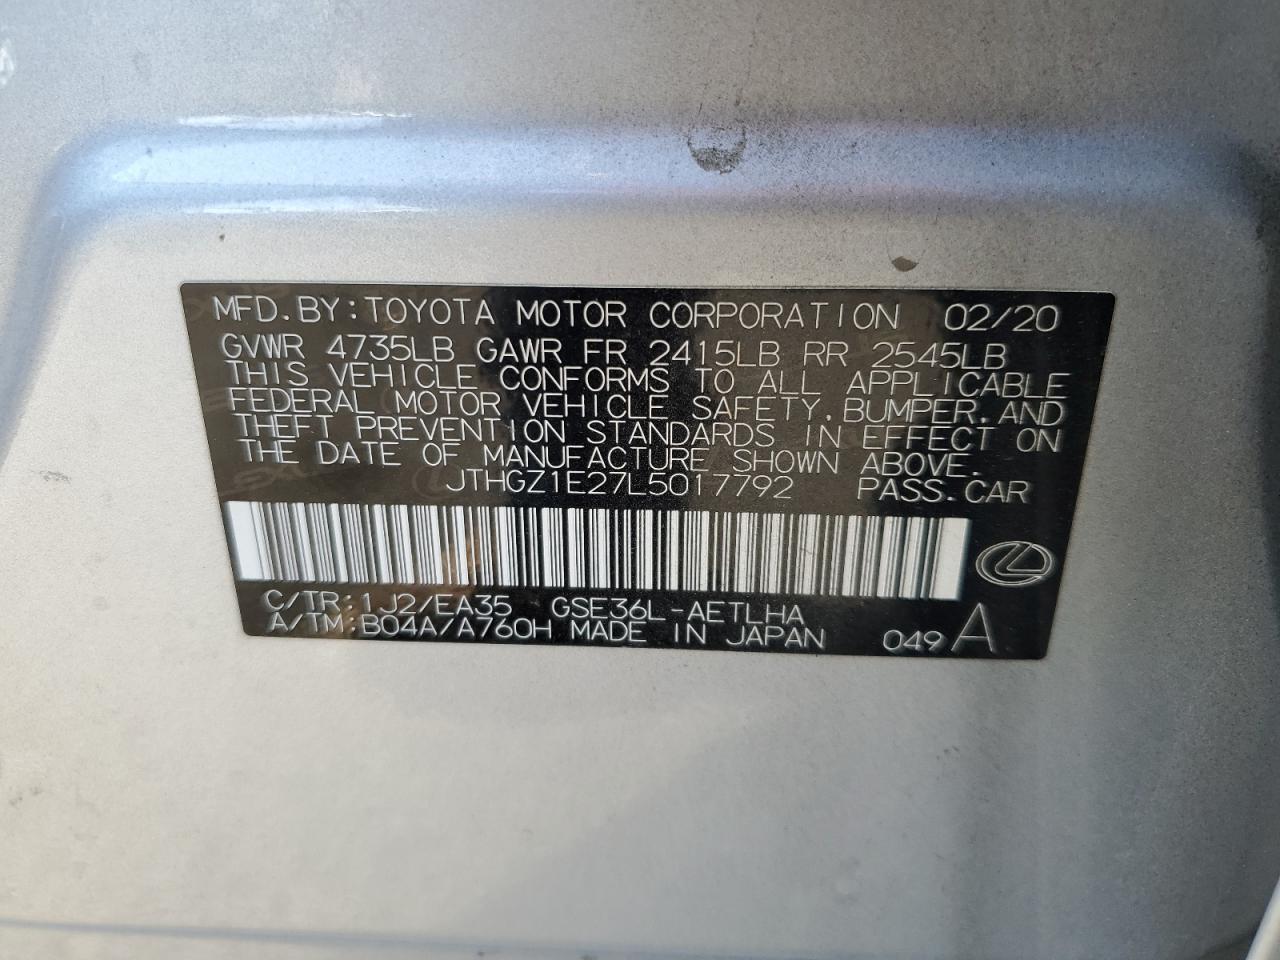 MFD. BY: TOYOTA MOTOR CORPORATION 02/20
GVWR 4735LB GAWR FR 2415LB RR 2545LB
THIS VEHICLE CONFORMS TO ALL APPLICABLE
FEDERAL MOTOR VEHICLE SAFETY, BUMPER, AND
THEFT PREVENTION STANDARDS IN EFFECT ON
THE DATE OF MANUFACTURE SHOWN ABOVE.
JTHGZ1E27L5017792 PASS. CAR
C/TR: 1J2/EA35 GSE36L-AETLHA
A/TM: B04A/A760H MADE IN JAPAN 049 A